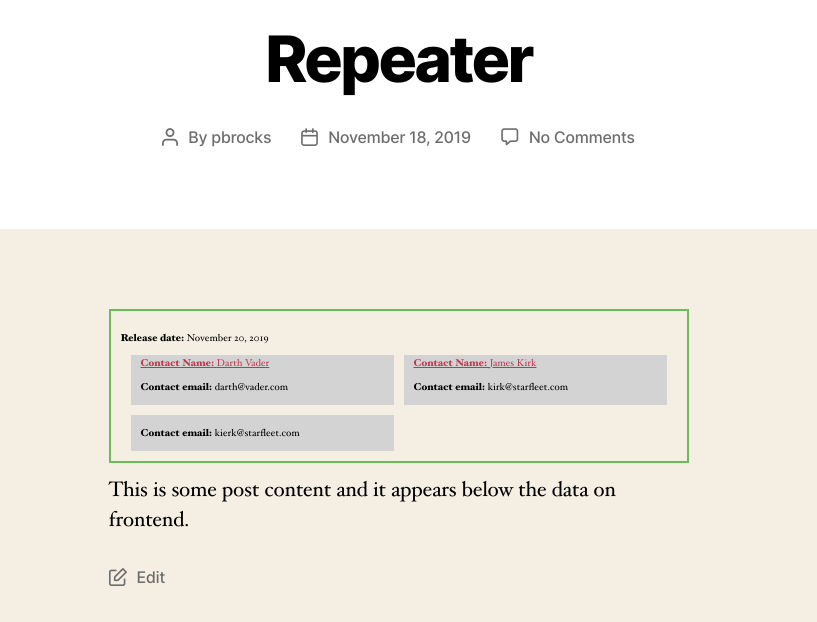 Repeater
By pbrocks November 18, 2019 No Comments
Release date: November 20, 2019
Contact Name: Darth Vader
Contact email: darth@vader.com
Contact Name: James Kirk
Contact email: kirk@starfleet.com
Contact email: kierk@starfleet.com
This is some post content and it appears below the data on
frontend.
Edit